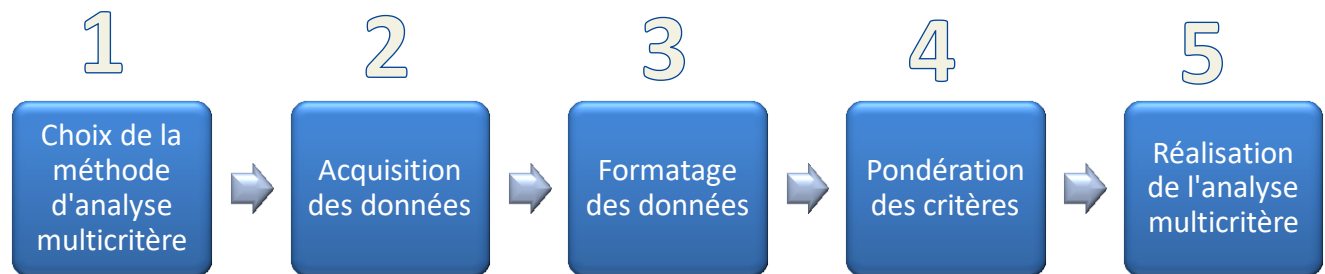 1
2
3
4
5
Choix de la
méthode
d'analyse
multicritère
Acquisition
des données
Formatage
des données
Pondération
des critères
Réalisation
de l'analyse
multicritère